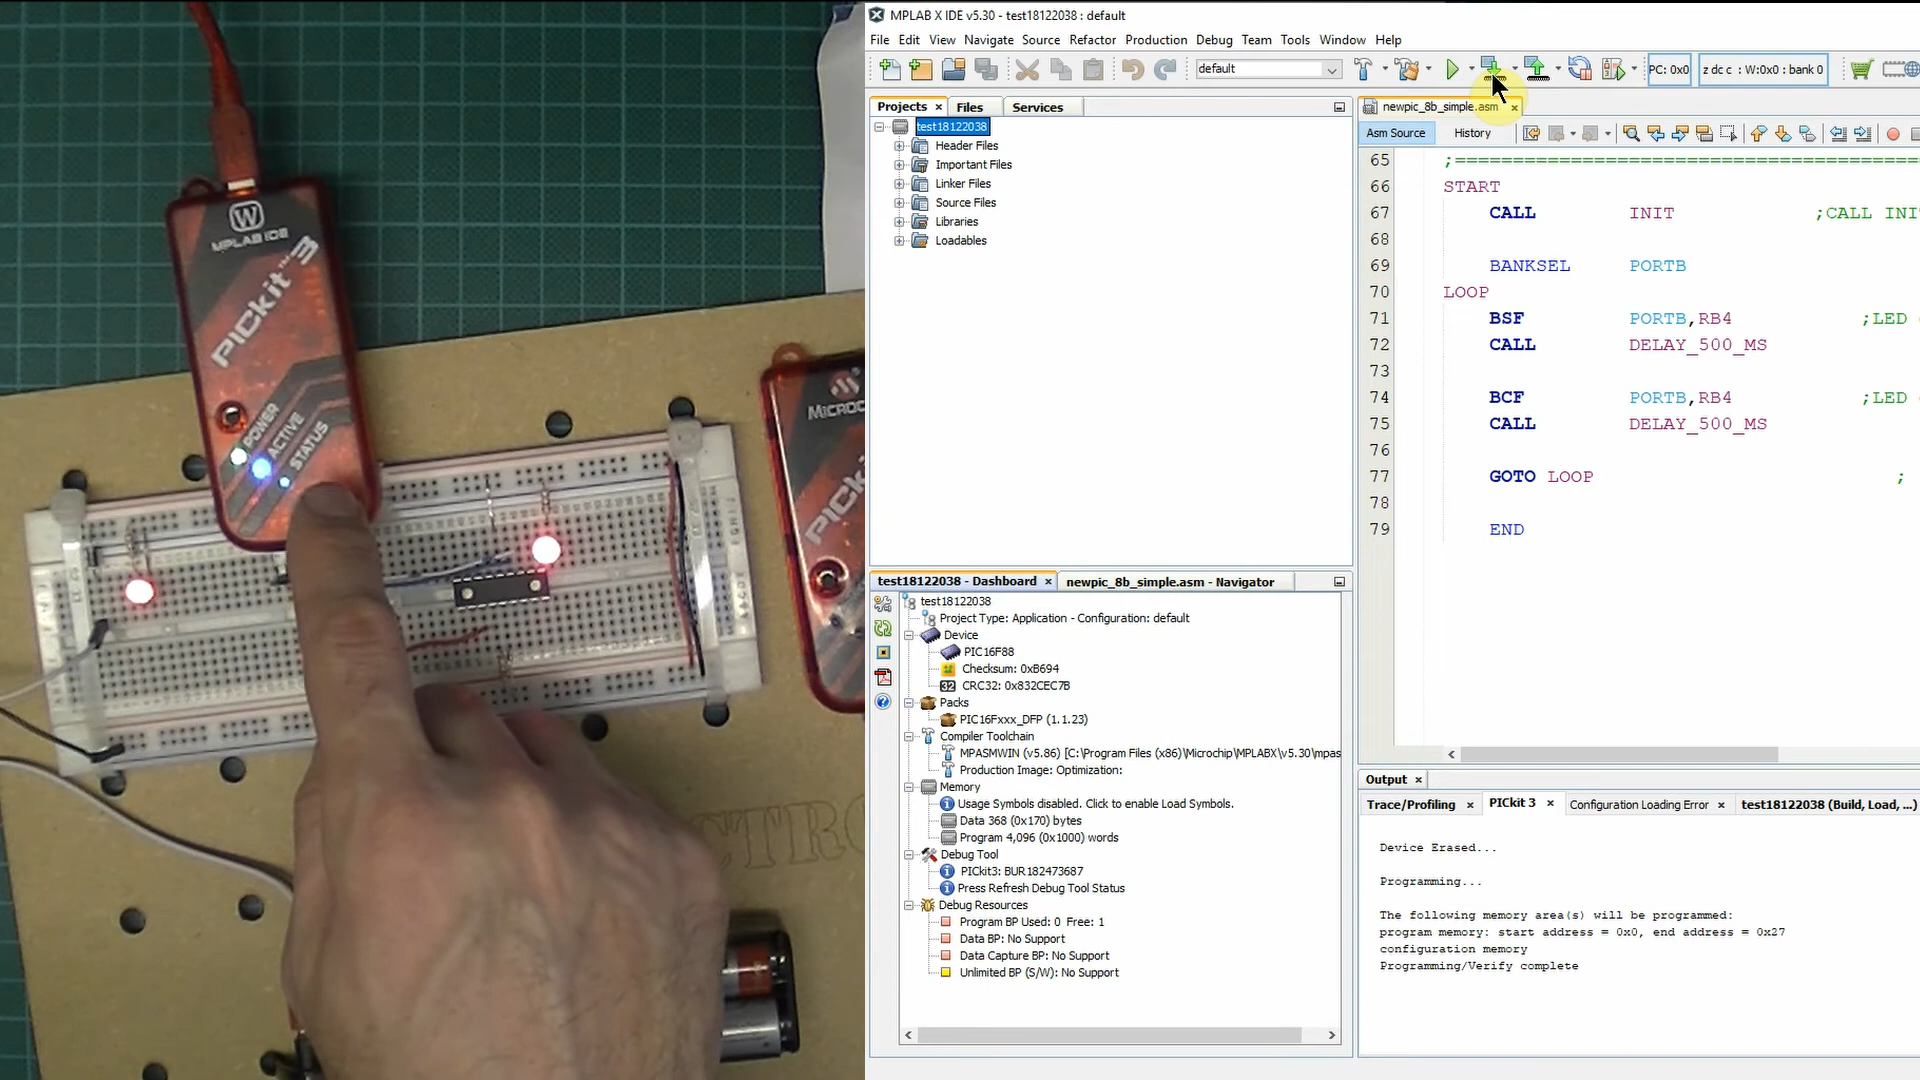 MPLAB ICD
PICkit™ 3
POWER
ACTIVE
STATUS
MICROC
PICk
CTRO
MPLAB X IDE v5.30 - test18122038 : default
File Edit View Navigate Source Refactor Production Debug Team Tools Window Help
default
PC: 0x0
z dc c : W:0x0 : bank 0
Projects
Files
Services
test18122038
Header Files
Important Files
Linker Files
Source Files
Libraries
Loadables
newpic_8b_simple.asm
Asm Source
History
65 ;========================================
66 START
67 CALL INIT ;CALL INI
68
69 BANKSEL PORTB
70 LOOP
71 BSF PORTB,RB4 ;LED
72 CALL DELAY_500_MS
73
74 BCF PORTB,RB4 ;LED
75 CALL DELAY_500_MS
76
77 GOTO LOOP ;
78
79 END
test18122038 - Dashboard
newpic_8b_simple.asm - Navigator
test18122038
Project Type: Application - Configuration: default
Device
PIC16F88
Checksum: 0xB694
32 CRC32: 0x832CEC7B
Packs
PIC16Fxxx_DFP (1.1.23)
Compiler Toolchain
MPASMWIN (v5.86) [C:\Program Files (x86)\Microchip\MPLABX\v5.30\mpas
Production Image: Optimization:
Memory
Usage Symbols disabled. Click to enable Load Symbols.
Data 368 (0x170) bytes
Program 4,096 (0x1000) words
Debug Tool
PICkit3: BUR182473687
Press Refresh Debug Tool Status
Debug Resources
Program BP Used: 0 Free: 1
Data BP: No Support
Data Capture BP: No Support
Unlimited BP (S/W): No Support
Output
Trace/Profiling
PICkit 3
Configuration Loading Error
test18122038 (Build, Load, ...)
Device Erased...
Programming...
The following memory area(s) will be programmed:
program memory: start address = 0x0, end address = 0x27
configuration memory
Programming/Verify complete